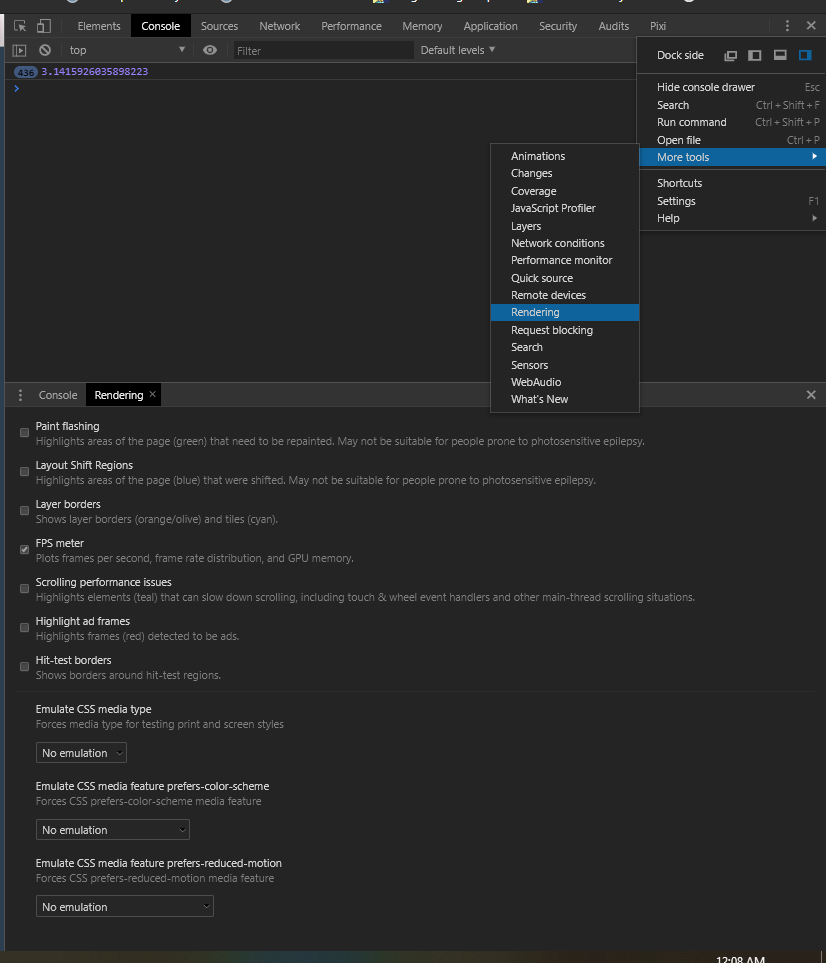 Elements Console Sources Network Performance Memory Application Security Audits Pixi
top Filter Default levels
436 3.1415926035898223
Dock side
Hide console drawer Esc
Search Ctrl + Shift + F
Run command Ctrl + Shift + P
Open file Ctrl + P
More tools
Shortcuts
Settings F1
Help
Animations
Changes
Coverage
JavaScript Profiler
Layers
Network conditions
Performance monitor
Quick source
Remote devices
Rendering
Request blocking
Search
Sensors
WebAudio
What's New
Console Rendering
Paint flashing
Highlights areas of the page (green) that need to be repainted. May not be suitable for people prone to photosensitive epilepsy.
Layout Shift Regions
Highlights areas of the page (blue) that were shifted. May not be suitable for people prone to photosensitive epilepsy.
Layer borders
Shows layer borders (orange/olive) and tiles (cyan).
FPS meter
Plots frames per second, frame rate distribution, and GPU memory.
Scrolling performance issues
Highlights elements (teal) that can slow down scrolling, including touch & wheel event handlers and other main-thread scrolling situations.
Highlight ad frames
Highlights frames (red) detected to be ads.
Hit-test borders
Shows borders around hit-test regions.
Emulate CSS media type
Forces media type for testing print and screen styles
No emulation
Emulate CSS media feature prefers-color-scheme
Forces CSS prefers-color-scheme media feature
No emulation
Emulate CSS media feature prefers-reduced-motion
Forces CSS prefers-reduced-motion media feature
No emulation
12:08 AM